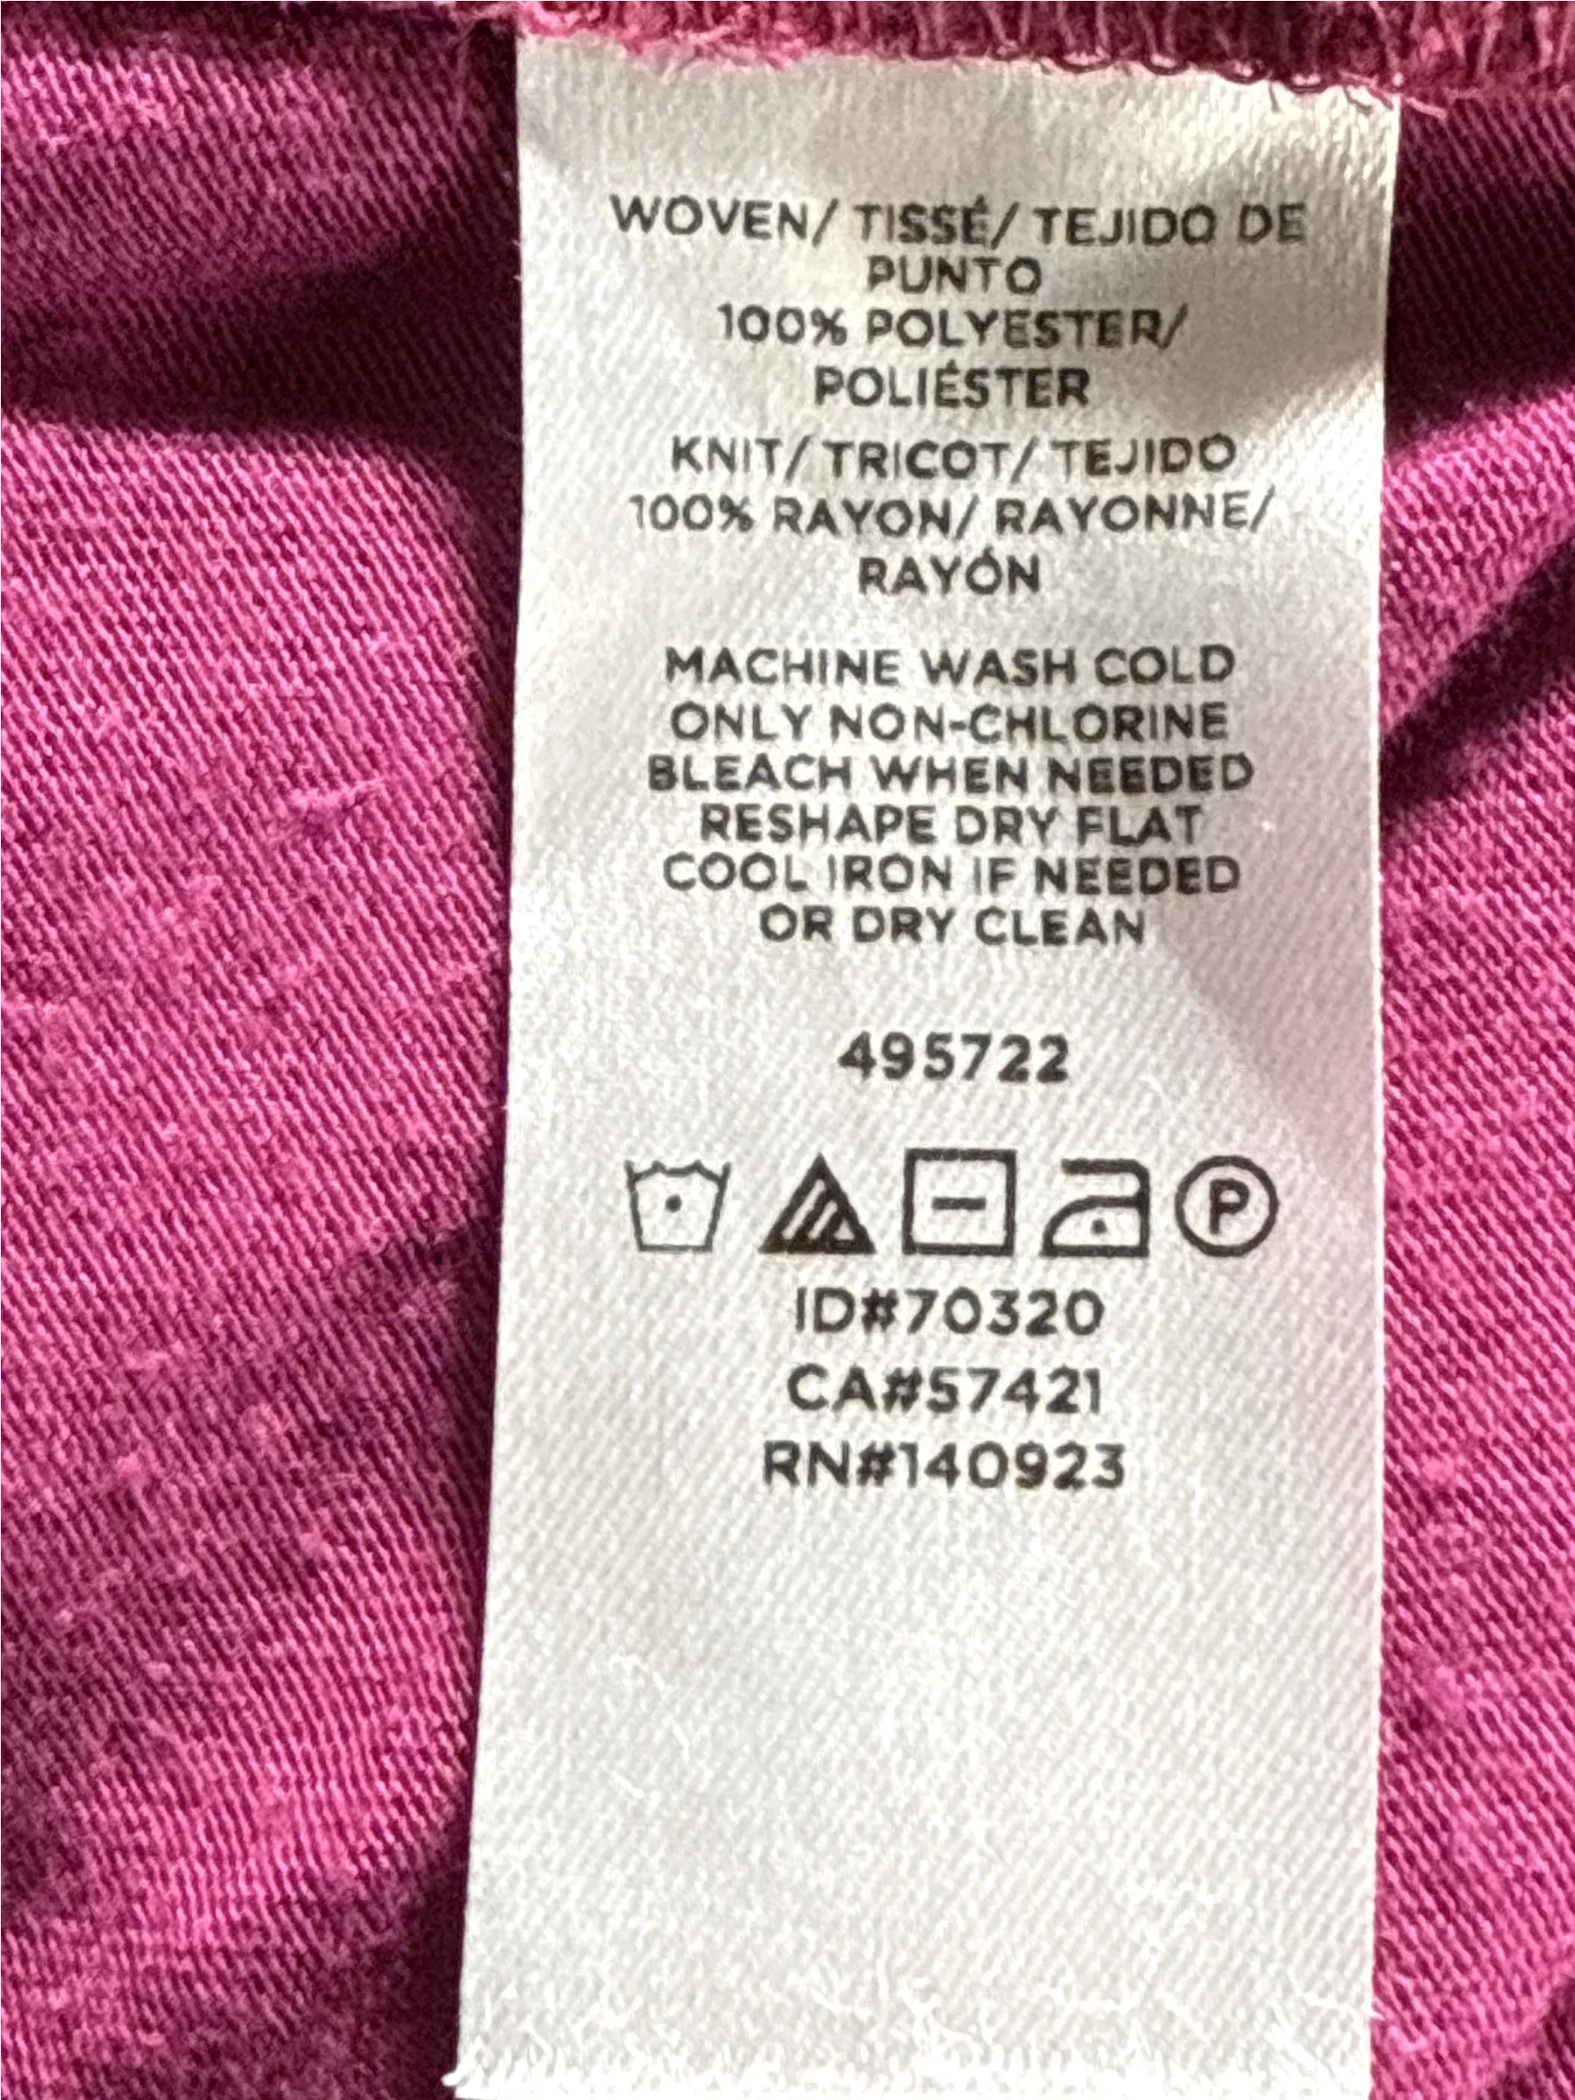 WOVEN/ TISSÉ/ TEJIDO DE
PUNTO
100% POLYESTER/
POLIÉSTER
KNIT/ TRICOT/ TEJIDO
100% RAYON/ RAYONNE/
RAYÓN
MACHINE WASH COLD
ONLY NON-CHLORINE
BLEACH WHEN NEEDED
RESHAPE DRY FLAT
COOL IRON IF NEEDED
OR DRY CLEAN
495722
P
ID#70320
CA#57421
RN#140923